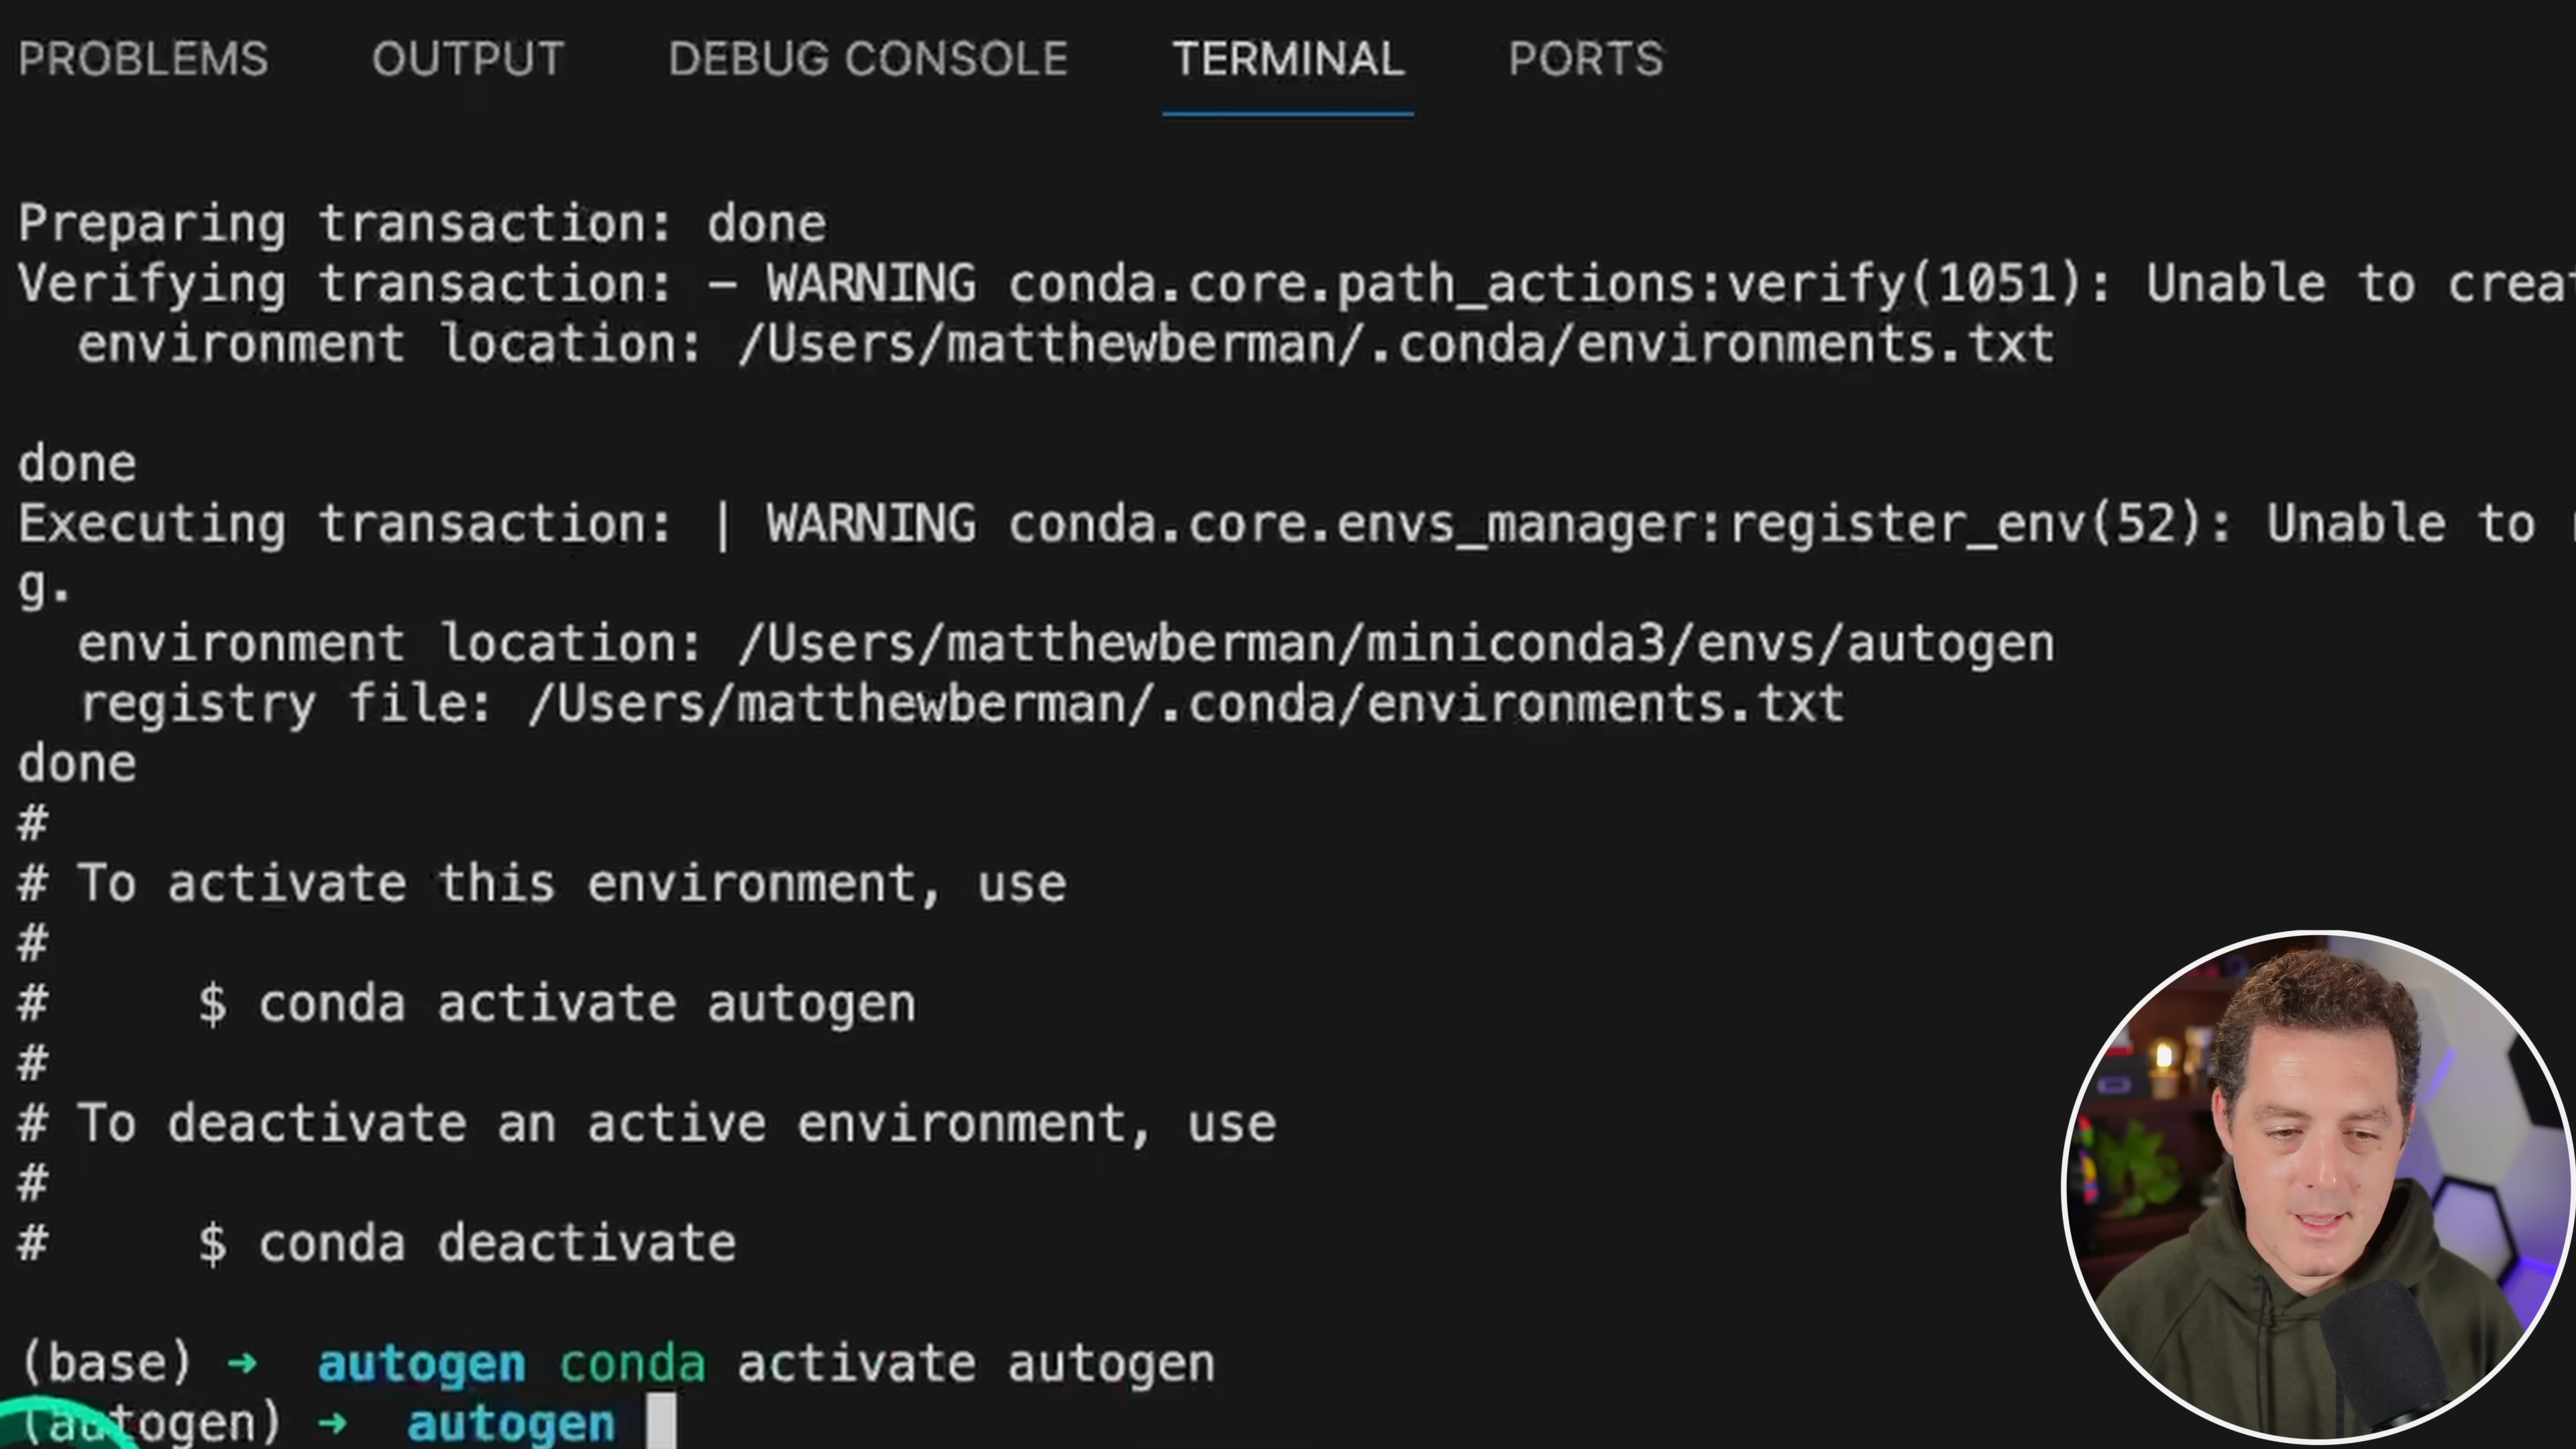 PROBLEMS OUTPUT DEBUG CONSOLE TERMINAL PORTS
Preparing transaction: done
Verifying transaction: - WARNING conda.core.path_actions:verify(1051): Unable to
  environment location: /Users/matthewberman/.conda/environments.txt
done
Executing transaction: | WARNING conda.core.envs_manager:register_env(52): Unable to
g.
  environment location: /Users/matthewberman/miniconda3/envs/autogen
  registry file: /Users/matthewberman/.conda/environments.txt
done
#
# To activate this environment, use
#
#     $ conda activate autogen
#
# To deactivate an active environment, use
#
#     $ conda deactivate
(base) ➜  autogen conda activate autogen
(autogen) ➜  autogen